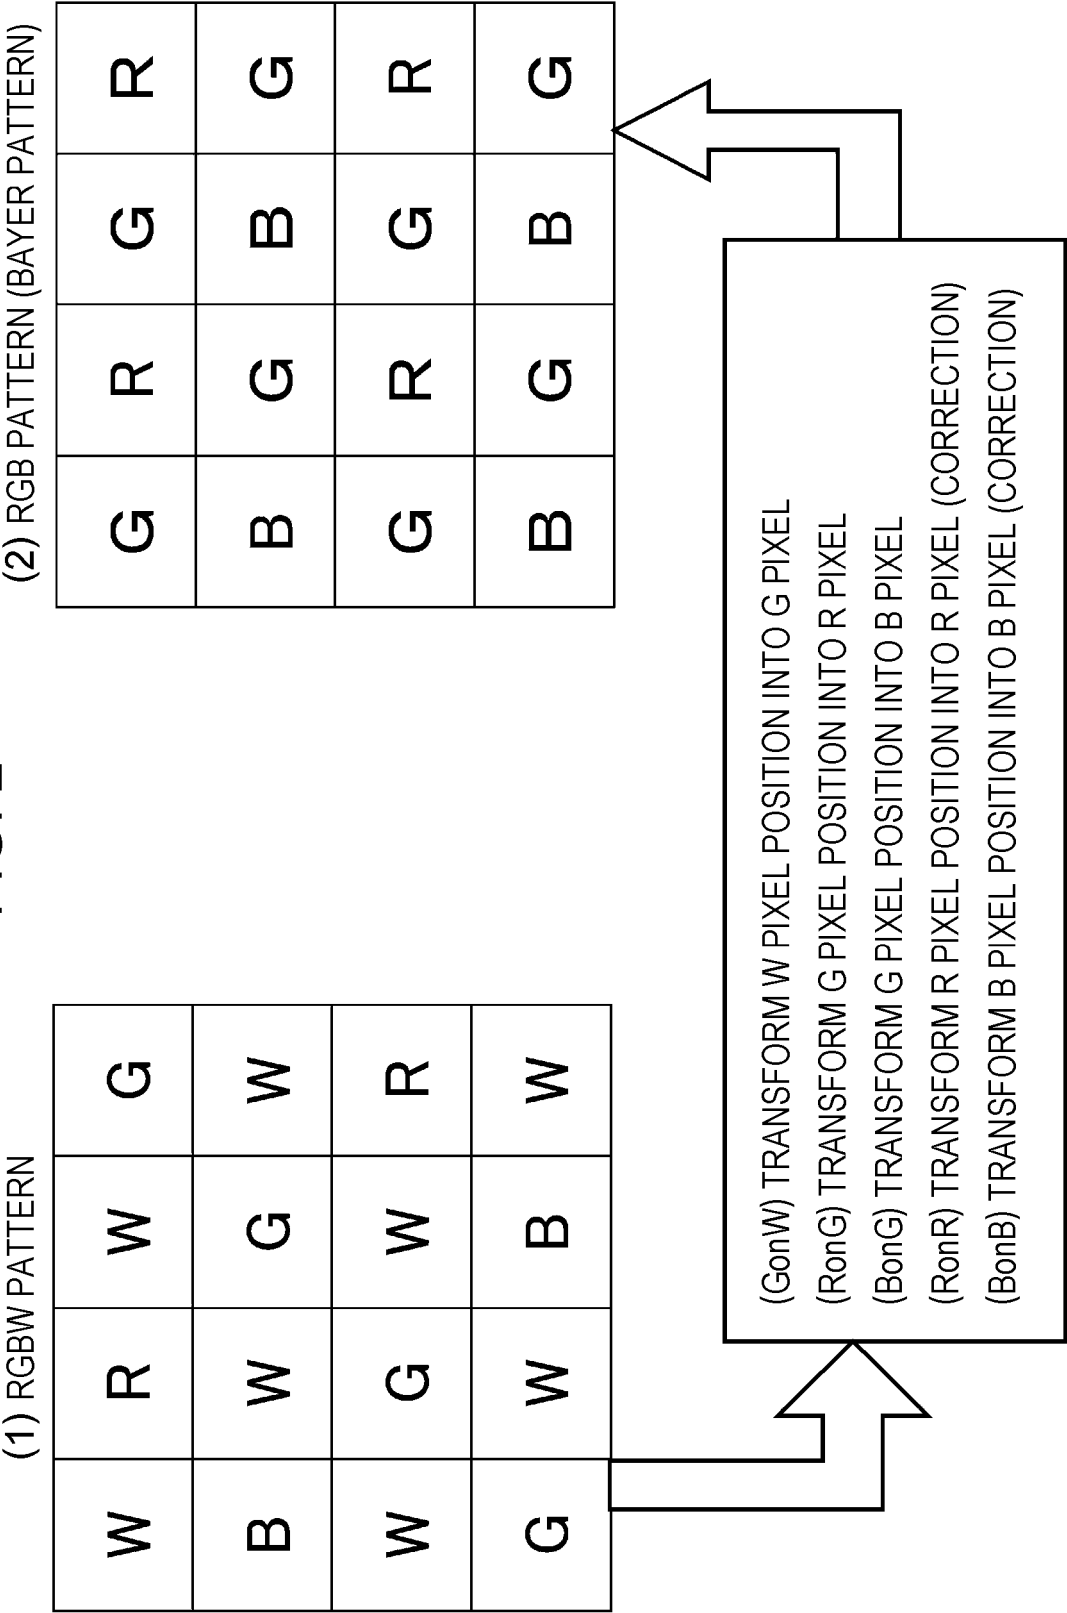 (1) RGBW PATTERN
W R W G
B W G W
W G W R
G W B W
(2) RGB PATTERN (BAYER PATTERN)
G R G R
B G B G
G R G R
B G B G
(GonW) TRANSFORM W PIXEL POSITION INTO G PIXEL
(RonG) TRANSFORM G PIXEL POSITION INTO R PIXEL
(BonG) TRANSFORM G PIXEL POSITION INTO B PIXEL
(RonR) TRANSFORM R PIXEL POSITION INTO R PIXEL (CORRECTION)
(BonB) TRANSFORM B PIXEL POSITION INTO B PIXEL (CORRECTION)